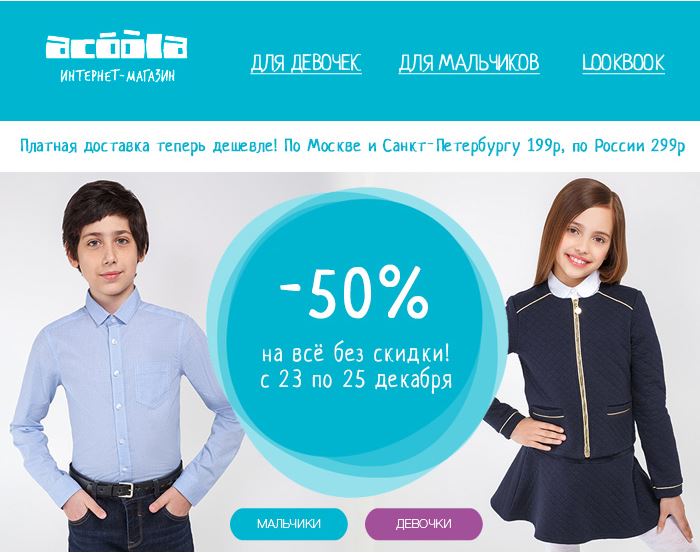 acoola
ИНТЕРНЕТ-МАГАЗИН
ДЛЯ ДЕВОЧЕК ДЛЯ МАЛЬЧИКОВ LOOKBOOK
Платная доставка теперь дешевле! По Москве и Санкт-Петербургу 199р, по России 299р
-50%
на всё без скидки!
с 23 по 25 декабря
МАЛЬЧИКИ ДЕВОЧКИ